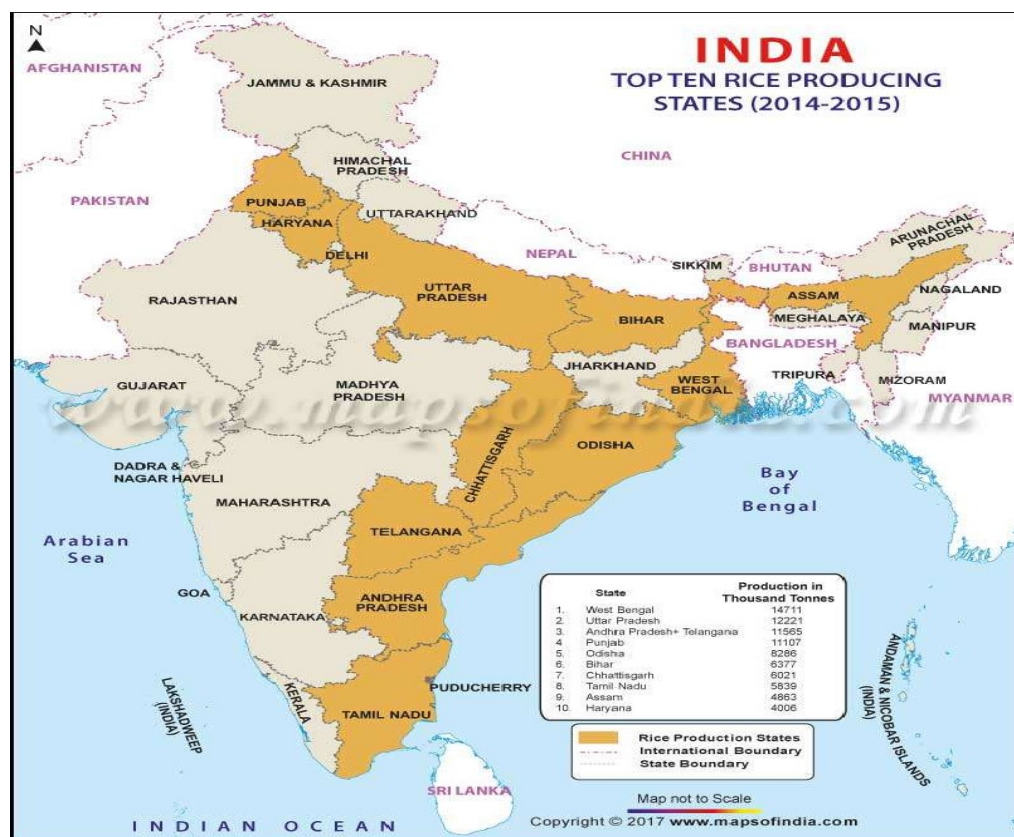 INDIA
TOP TEN RICE PRODUCING
STATES (2014-2015)
N
AFGHANISTAN
JAMMU & KASHMIR
CHINA
HIMACHAL
PRADESH
PAKISTAN
PUNJAB
UTTARAKHAND
HARYANA
DELHI
NEPAL
SIKKIM
BHUTAN
ARUNACHAL
PRADESH
RAJASTHAN
UTTAR
PRADESH
ASSAM
NAGALAND
BIHAR
MEGHALAYA
MANIPUR
BANGLADESH
JHARKHAND
TRIPURA
MIZORAM
GUJARAT
MADHYA
PRADESH
WEST
BENGAL
MYANMAR
www.mapsofindia.com
CHHATTISGARH
ODISHA
DADRA &
NAGAR HAVELI
MAHARASHTRA
Bay
of
Bengal
TELANGANA
Arabian
Sea
GOA
ANDHRA
PRADESH
KARNATAKA
State Production in
Thousand Tonnes
1. West Bengal 14711
2. Uttar Pradesh 12221
3. Andhra Pradesh+ Telangana 11565
4 Punjab 11107
5. Odisha 8286
6. Bihar 6377
7. Chhattisgarh 6021
8. Tamil Nadu 5839
9. Assam 4863
10. Haryana 4006
ANDAMAN & NICOBAR ISLANDS
(INDIA)
LAKSHADWEEP
(INDIA)
KERALA
PUDUCHERRY
TAMIL NADU
Rice Production States
International Boundary
State Boundary
SRI LANKA
Map not to Scale
Copyright © 2017 www.mapsofindia.com
INDIAN OCEAN